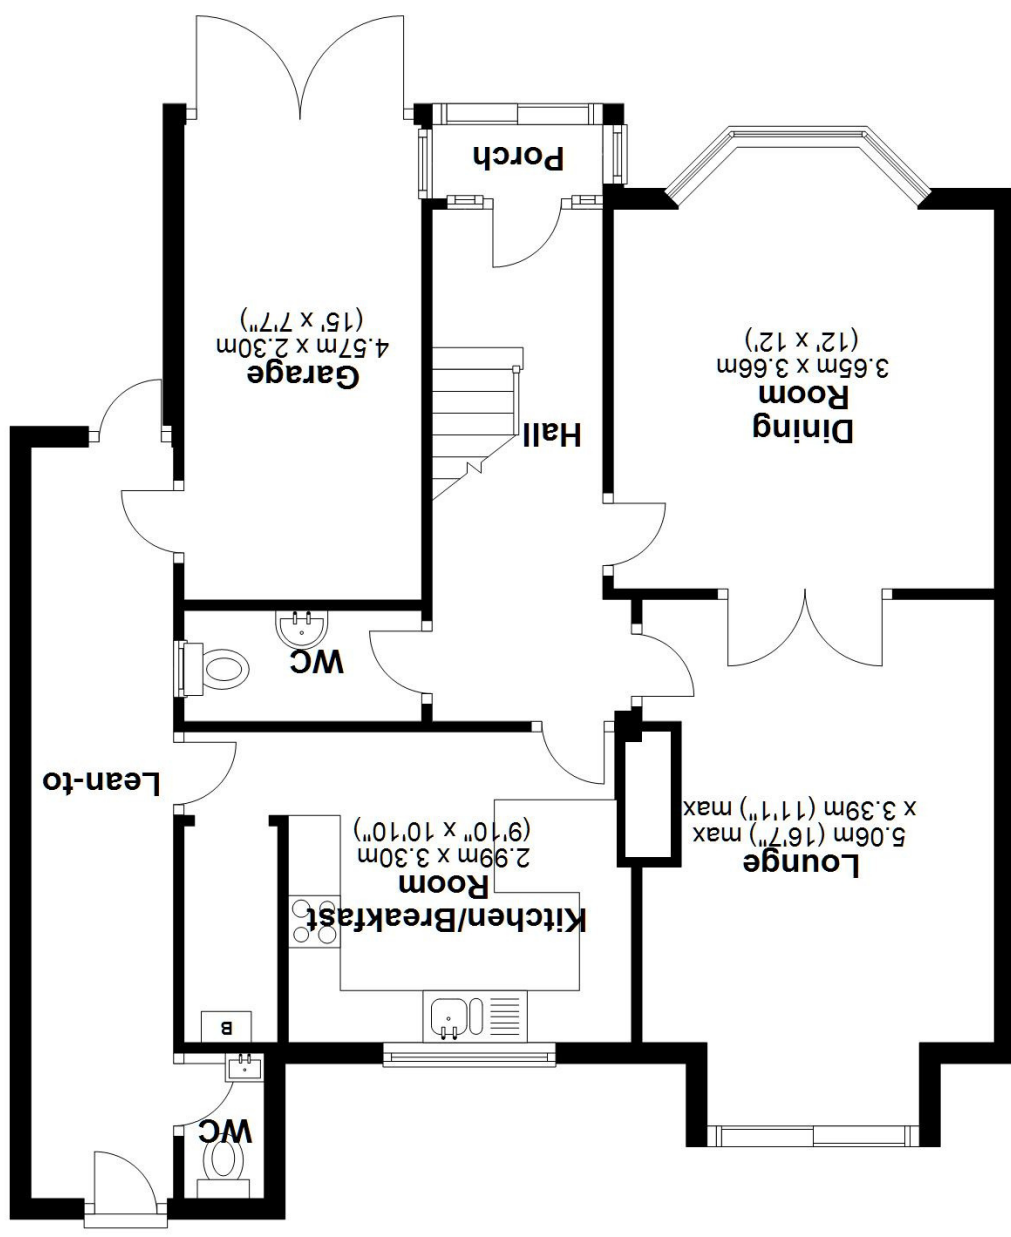 WC
B
Lounge
5.06m (16'7") max
x 3.39m (11'1") max
Kitchen/Breakfast
Room
2.99m x 3.30m
(9'10" x 10'10")
Lean-to
WC
Hall
Dining
Room
3.65m x 3.66m
(12' x 12')
Garage
4.57m x 2.30m
(15' x 7'7")
Porch